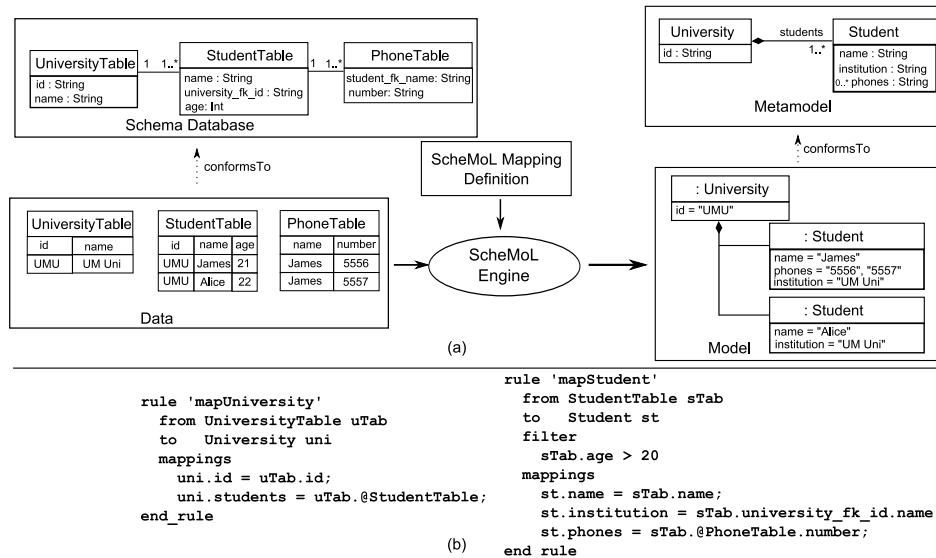 UniversityTable
id : String
name : String
1 1..*
StudentTable
name : String
university_fk_id : String
age: Int
1 1..*
PhoneTable
student_fk_name: String
number: String
Schema Database
University
id : String
students
1..*
Student
name : String
institution : String
0..* phones : String
Metamodel
conformsTo
conformsTo
ScheMoL Mapping
Definition
UniversityTable
id name
UMU UM Uni
StudentTable
id name age
UMU James 21
UMU Alice 22
PhoneTable
name number
James 5556
James 5557
Data
ScheMoL
Engine
: University
id = "UMU"
: Student
name = "James"
phones = "5556", "5557"
institution = "UM Uni"
: Student
name = "Alice"
institution = "UM Uni"
Model
(a)
rule 'mapUniversity'
from UniversityTable uTab
to University uni
mappings
uni.id = uTab.id;
uni.students = uTab.@StudentTable;
end_rule
rule 'mapStudent'
from StudentTable sTab
to Student st
filter
sTab.age > 20
mappings
st.name = sTab.name;
st.institution = sTab.university_fk_id.name
st.phones = sTab.@PhoneTable.number;
end rule
(b)